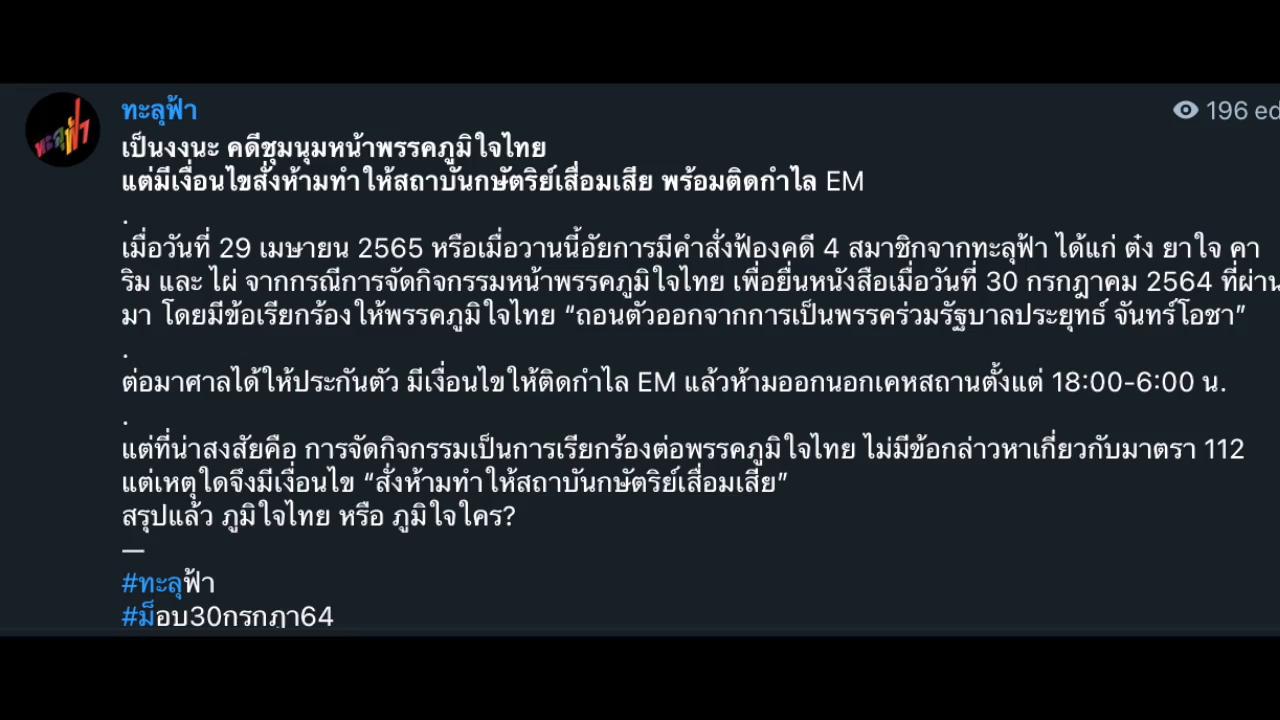 ทะลุฟ้า
196 ed
เป็นงงนะ คดีชุมนุมหน้าพรรคภูมิใจไทย
แต่มีเงื่อนไขสั่งห้ามทำให้สถาบันกษัตริย์เสื่อมเสีย พร้อมติดกำไล EM
.
เมื่อวันที่ 29 เมษายน 2565 หรือเมื่อวานนี้อัยการมีคำสั่งฟ้องคดี 4 สมาชิกจากทะลุฟ้า ได้แก่ ต๋ง ยาใจ คา
ริม และ ไผ่ จากกรณีการจัดกิจกรรมหน้าพรรคภูมิใจไทย เพื่อยื่นหนังสือเมื่อวันที่ 30 กรกฎาคม 2564 ที่ผ่าน
มา โดยมีข้อเรียกร้องให้พรรคภูมิใจไทย “ถอนตัวออกจากการเป็นพรรคร่วมรัฐบาลประยุทธ์ จันทร์โอชา”
.
ต่อมาศาลได้ให้ประกันตัว มีเงื่อนไขให้ติดกำไล EM แล้วห้ามออกนอกเคหสถานตั้งแต่ 18:00-6:00 น.
.
แต่ที่น่าสงสัยคือ การจัดกิจกรรมเป็นการเรียกร้องต่อพรรคภูมิใจไทย ไม่มีข้อกล่าวหาเกี่ยวกับมาตรา 112
แต่เหตุใดจึงมีเงื่อนไข “สั่งห้ามทำให้สถาบันกษัตริย์เสื่อมเสีย”
สรุปแล้ว ภูมิใจไทย หรือ ภูมิใจใคร?
—
#ทะลุฟ้า
#ม็อบ30กรกฎา64